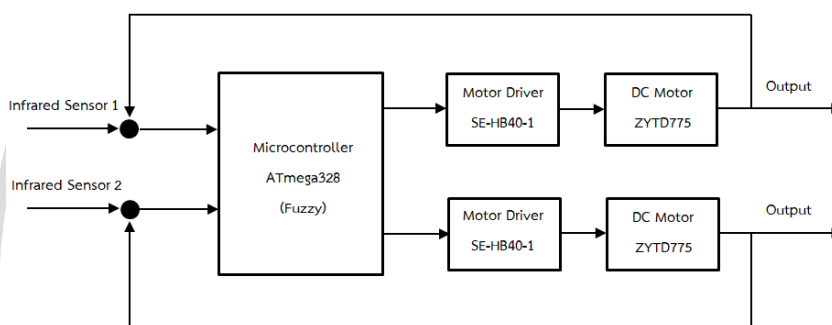 Infrared Sensor 1
Infrared Sensor 2
Microcontroller
ATmega328
(Fuzzy)
Motor Driver
SE-HB40-1
DC Motor
ZYTD775
Output
Motor Driver
SE-HB40-1
DC Motor
ZYTD775
Output